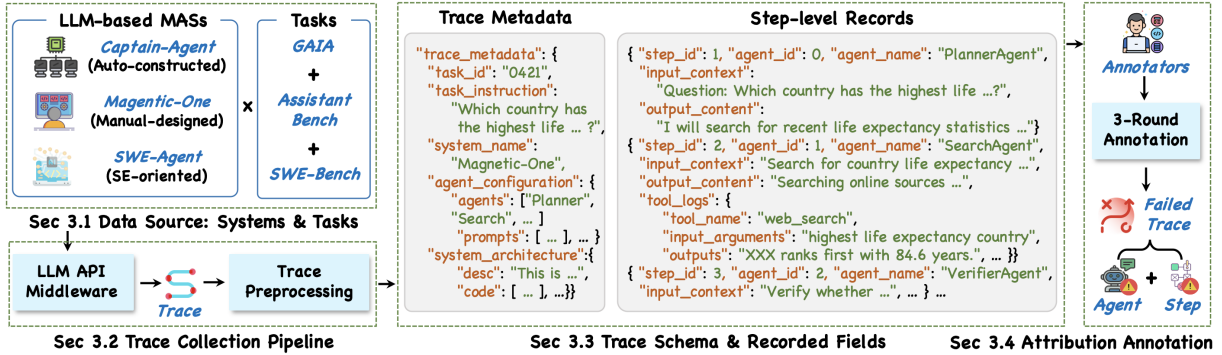 LLM-based MASs
Captain-Agent
(Auto-constructed)
Magentic-One
(Manual-designed)
SWE-Agent
(SE-oriented)
x
Tasks
GAIA
+
Assistant
Bench
+
SWE-Bench
Sec 3.1 Data Source: Systems & Tasks
LLM API
Middleware
Trace
Trace
Preprocessing
Sec 3.2 Trace Collection Pipeline
Trace Metadata
"trace_metadata": {
"task_id": "0421",
"task_instruction":
"Which country has
the highest life ... ?",
"system_name":
"Magnetic-One",
"agent_configuration": {
"agents": ["Planner",
"Search", ... ]
"prompts": [ ... ], ... }
"system_architecture":{
"desc": "This is ...",
"code": [ ... ], ...}}
Step-level Records
{ "step_id": 1, "agent_id": 0, "agent_name": "PlannerAgent",
"input_context":
"Question: Which country has the highest life ...?",
"output_content":
"I will search for recent life expectancy statistics ..."}
{ "step_id": 2, "agent_id": 1, "agent_name": "SearchAgent",
"input_context": "Search for country life expectancy ...",
"output_content": "Searching online sources ...",
"tool_logs": {
"tool_name": "web_search",
"input_arguments": "highest life expectancy country",
"outputs": "XXX ranks first with 84.6 years.", ... }}
{ "step_id": 3, "agent_id": 2, "agent_name": "VerifierAgent",
"input_context": "Verify whether ...", ... } ...
Sec 3.3 Trace Schema & Recorded Fields
Annotators
3-Round
Annotation
Failed
Trace
Agent
+
Step
Sec 3.4 Attribution Annotation